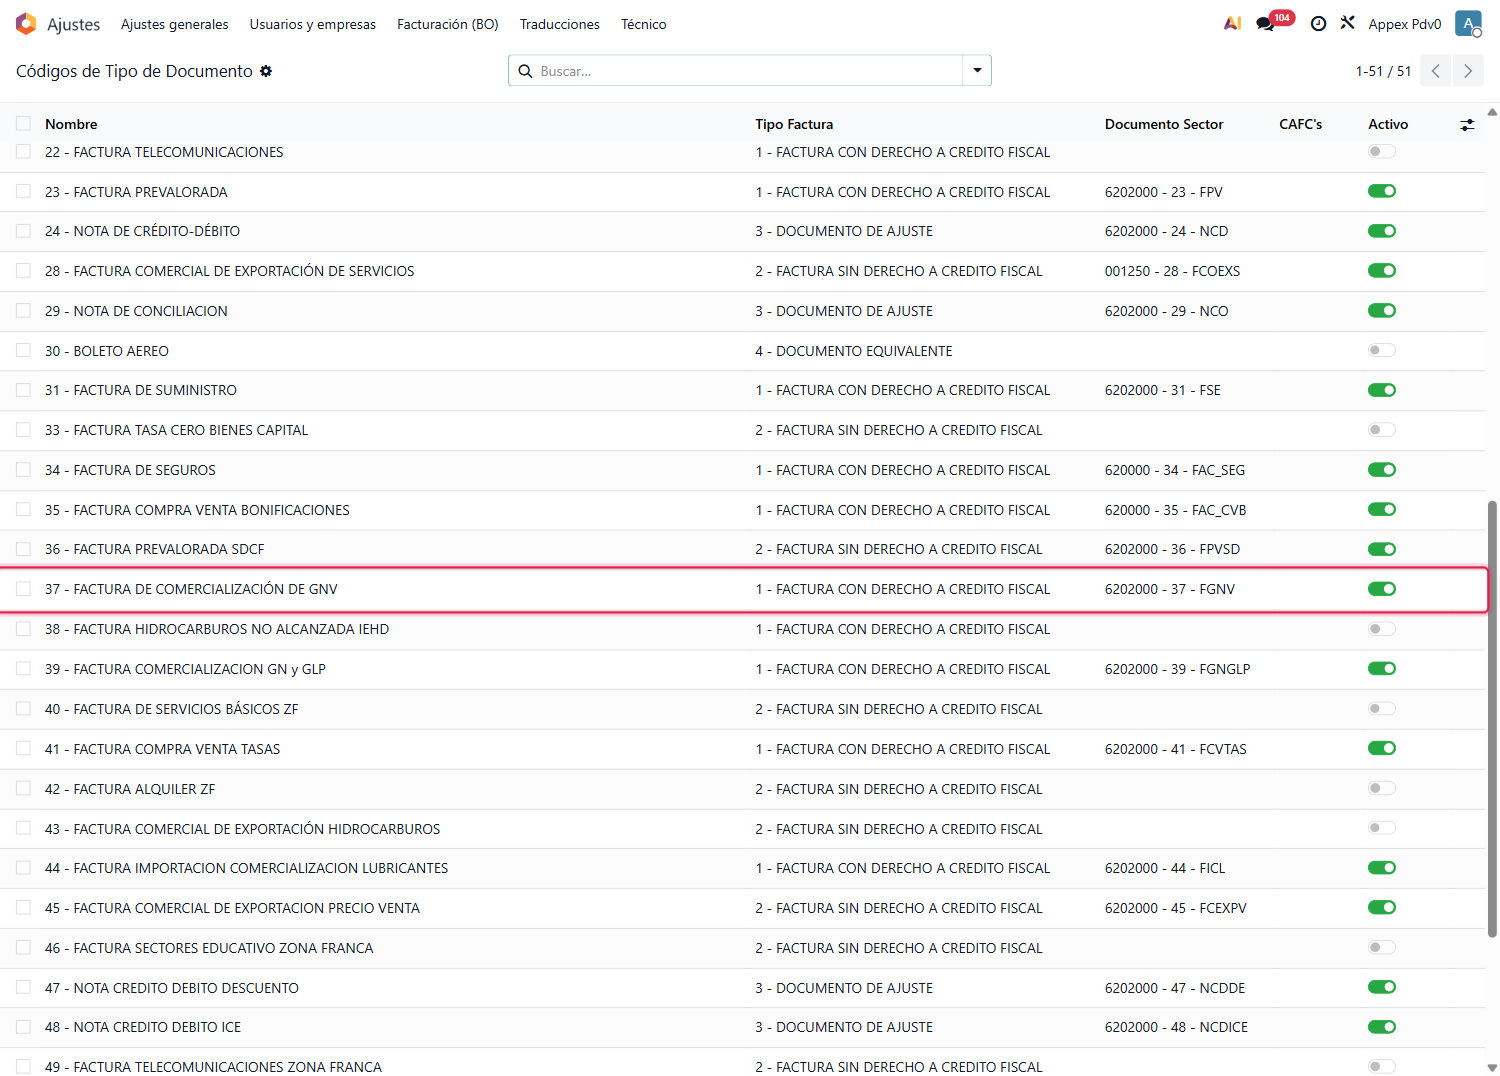 Ajustes Ajustes generales Usuarios y empresas Facturación (BO) Traducciones Técnico AI 104 Appex Pdv0 A
Códigos de Tipo de Documento Buscar... 1-51 / 51
Nombre Tipo Factura Documento Sector CAFC's Activo
22 - FACTURA TELECOMUNICACIONES 1 - FACTURA CON DERECHO A CREDITO FISCAL
23 - FACTURA PREVALORADA 1 - FACTURA CON DERECHO A CREDITO FISCAL 6202000 - 23 - FPV
24 - NOTA DE CRÉDITO-DÉBITO 3 - DOCUMENTO DE AJUSTE 6202000 - 24 - NCD
28 - FACTURA COMERCIAL DE EXPORTACIÓN DE SERVICIOS 2 - FACTURA SIN DERECHO A CREDITO FISCAL 001250 - 28 - FCOEXS
29 - NOTA DE CONCILIACION 3 - DOCUMENTO DE AJUSTE 6202000 - 29 - NCO
30 - BOLETO AEREO 4 - DOCUMENTO EQUIVALENTE
31 - FACTURA DE SUMINISTRO 1 - FACTURA CON DERECHO A CREDITO FISCAL 6202000 - 31 - FSE
33 - FACTURA TASA CERO BIENES CAPITAL 2 - FACTURA SIN DERECHO A CREDITO FISCAL
34 - FACTURA DE SEGUROS 1 - FACTURA CON DERECHO A CREDITO FISCAL 620000 - 34 - FAC_SEG
35 - FACTURA COMPRA VENTA BONIFICACIONES 1 - FACTURA CON DERECHO A CREDITO FISCAL 620000 - 35 - FAC_CVB
36 - FACTURA PREVALORADA SDCF 2 - FACTURA SIN DERECHO A CREDITO FISCAL 6202000 - 36 - FPVSD
37 - FACTURA DE COMERCIALIZACIÓN DE GNV 1 - FACTURA CON DERECHO A CREDITO FISCAL 6202000 - 37 - FGNV
38 - FACTURA HIDROCARBUROS NO ALCANZADA IEHD 1 - FACTURA CON DERECHO A CREDITO FISCAL
39 - FACTURA COMERCIALIZACION GN y GLP 1 - FACTURA CON DERECHO A CREDITO FISCAL 6202000 - 39 - FGNGLP
40 - FACTURA DE SERVICIOS BÁSICOS ZF 2 - FACTURA SIN DERECHO A CREDITO FISCAL
41 - FACTURA COMPRA VENTA TASAS 1 - FACTURA CON DERECHO A CREDITO FISCAL 6202000 - 41 - FCVTAS
42 - FACTURA ALQUILER ZF 2 - FACTURA SIN DERECHO A CREDITO FISCAL
43 - FACTURA COMERCIAL DE EXPORTACIÓN HIDROCARBUROS 2 - FACTURA SIN DERECHO A CREDITO FISCAL
44 - FACTURA IMPORTACION COMERCIALIZACION LUBRICANTES 1 - FACTURA CON DERECHO A CREDITO FISCAL 6202000 - 44 - FICL
45 - FACTURA COMERCIAL DE EXPORTACION PRECIO VENTA 2 - FACTURA SIN DERECHO A CREDITO FISCAL 6202000 - 45 - FCEXPV
46 - FACTURA SECTORES EDUCATIVO ZONA FRANCA 2 - FACTURA SIN DERECHO A CREDITO FISCAL
47 - NOTA CREDITO DEBITO DESCUENTO 3 - DOCUMENTO DE AJUSTE 6202000 - 47 - NCDDE
48 - NOTA CREDITO DEBITO ICE 3 - DOCUMENTO DE AJUSTE 6202000 - 48 - NCDICE
49 - FACTURA TELECOMUNICACIONES ZONA FRANCA 2 - FACTURA SIN DERECHO A CREDITO FISCAL